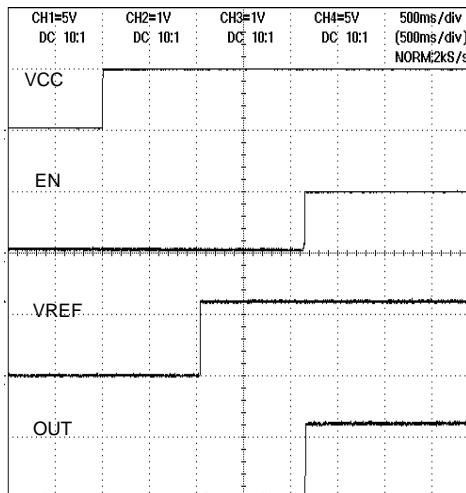 CH1=5V CH2=1V CH3=1V CH4=5V 500ms/div
DC 10:1 DC 10:1 DC 10:1 DC 10:1 (500ms/div)
NORM:2kS/s
VCC
EN
VREF
OUT